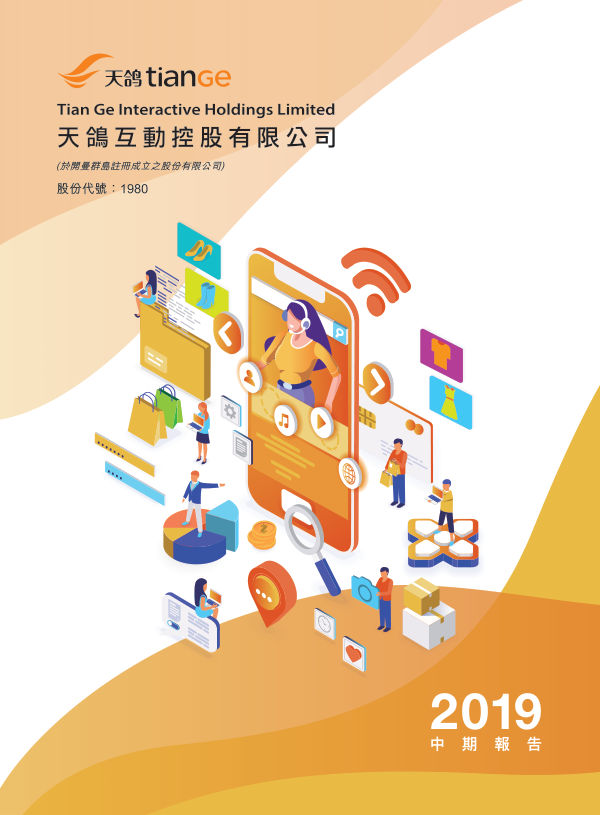 天鴿 tianGe
Tian Ge Interactive Holdings Limited
天鴿互動控股有限公司
(於開曼群島註冊成立之股份有限公司)
股份代號：1980
2019
中期報告